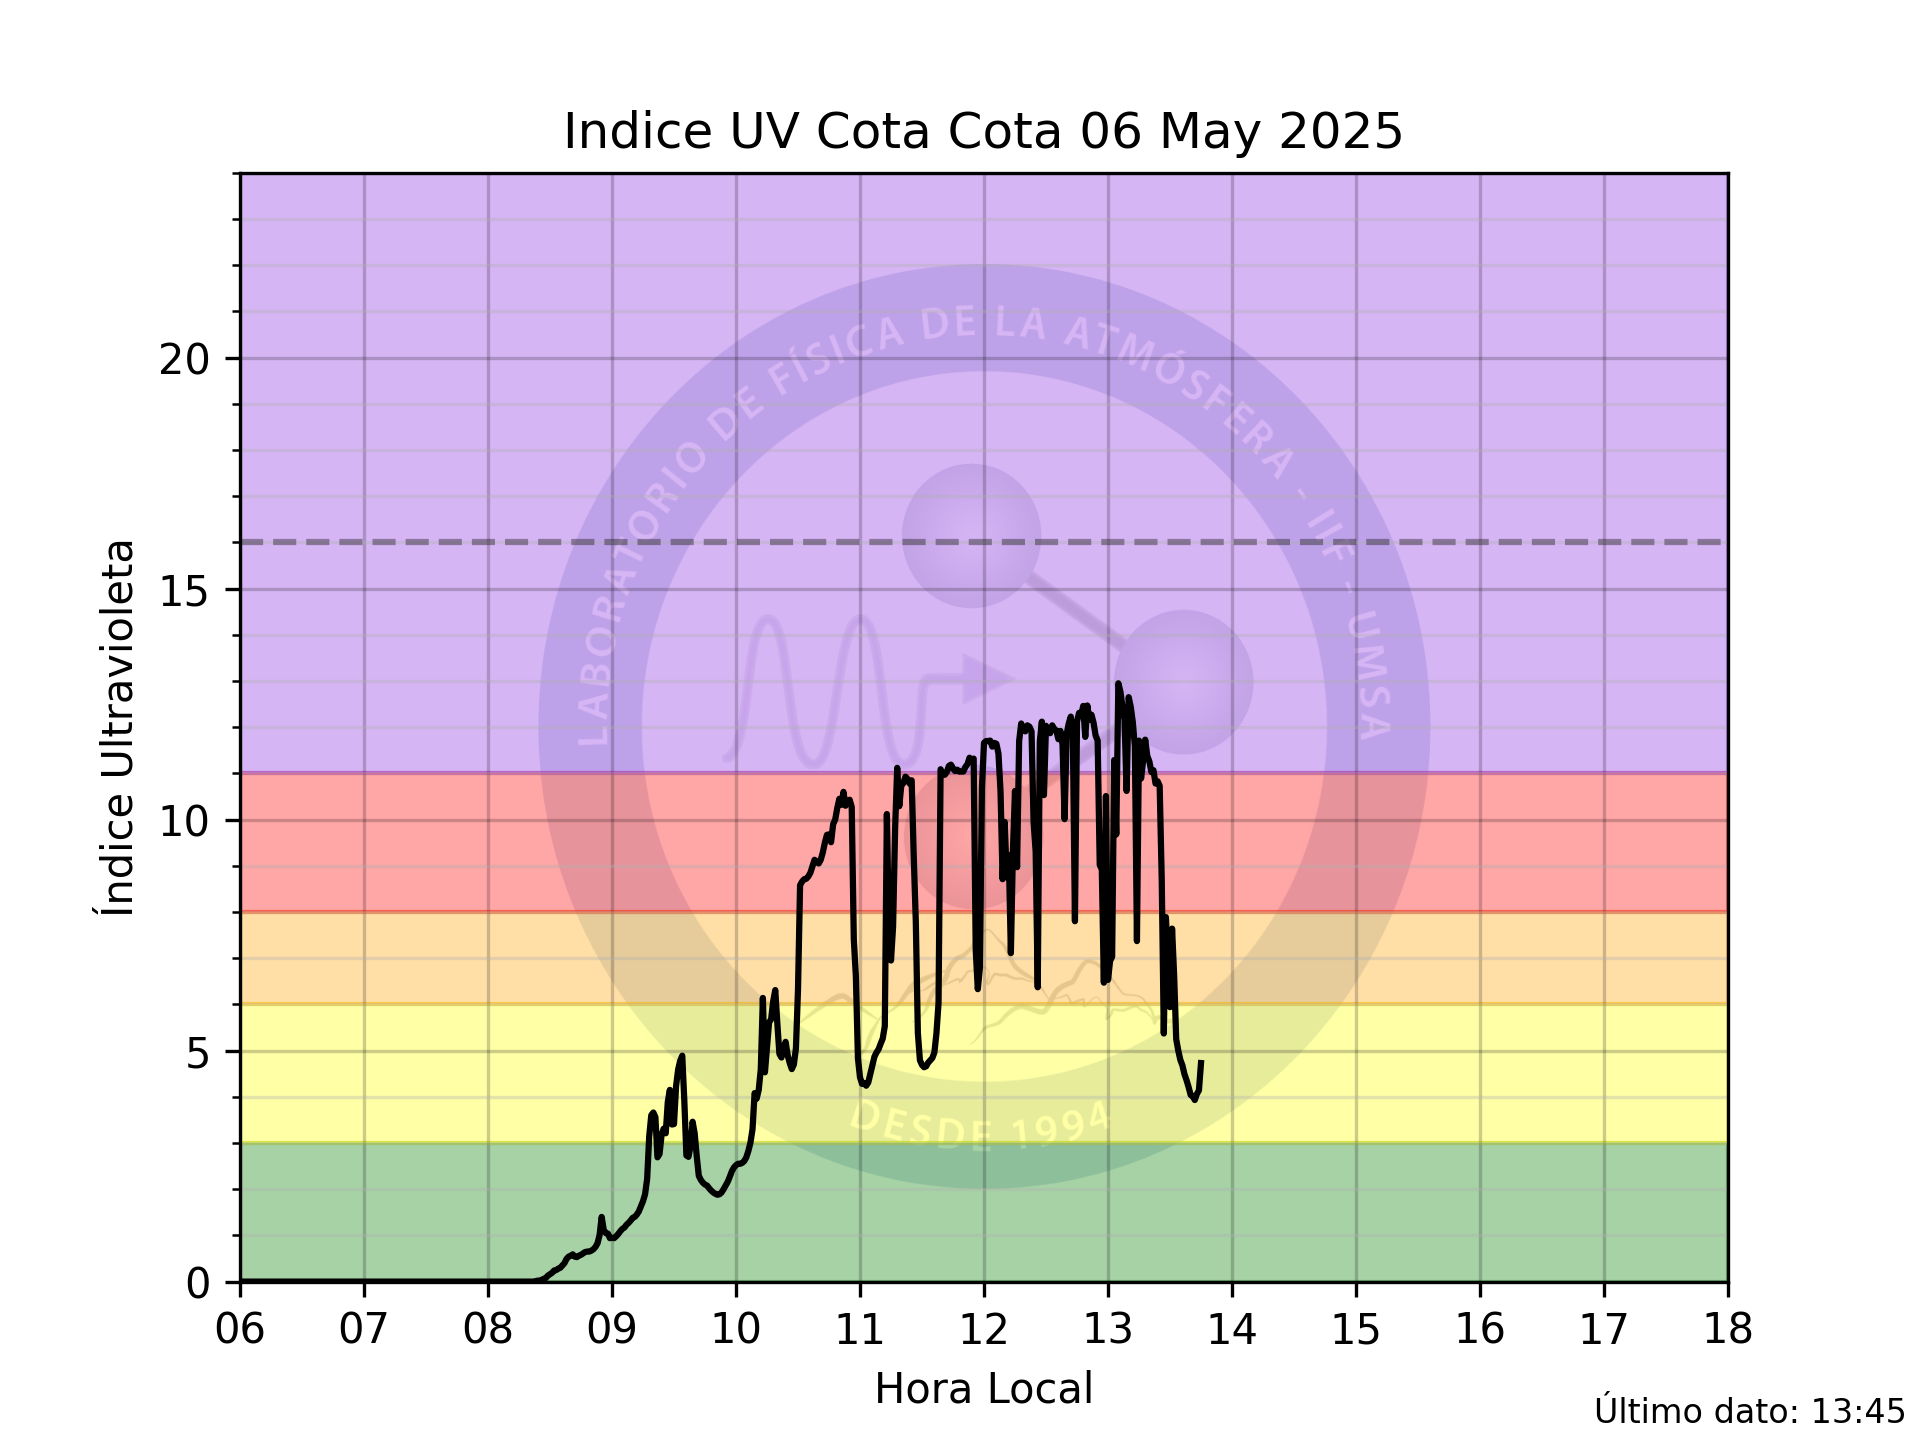 Indice UV Cota Cota 06 May 2025
LABORATORIO DE FÍSICA DE LA ATMÓSFERA - IIF - UMSA
DESDE 1994
Índice Ultravioleta
20
15
10
5
0
06 07 08 09 10 11 12 13 14 15 16 17 18
Hora Local
Último dato: 13:45